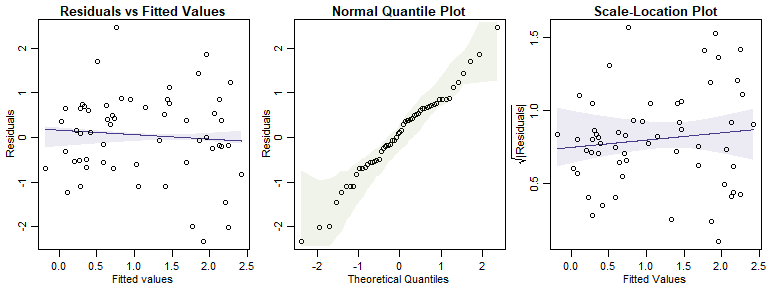 Residuals vs Fitted Values
Residuals
2
1
0
-1
-2
0.0 0.5 1.0 1.5 2.0 2.5
Fitted values
Normal Quantile Plot
Residuals
2
1
0
-1
-2
-2 -1 0 1 2
Theoretical Quantiles
Scale-Location Plot
√|Residuals|
1.5
1.0
0.5
0.0 0.5 1.0 1.5 2.0 2.5
Fitted Values